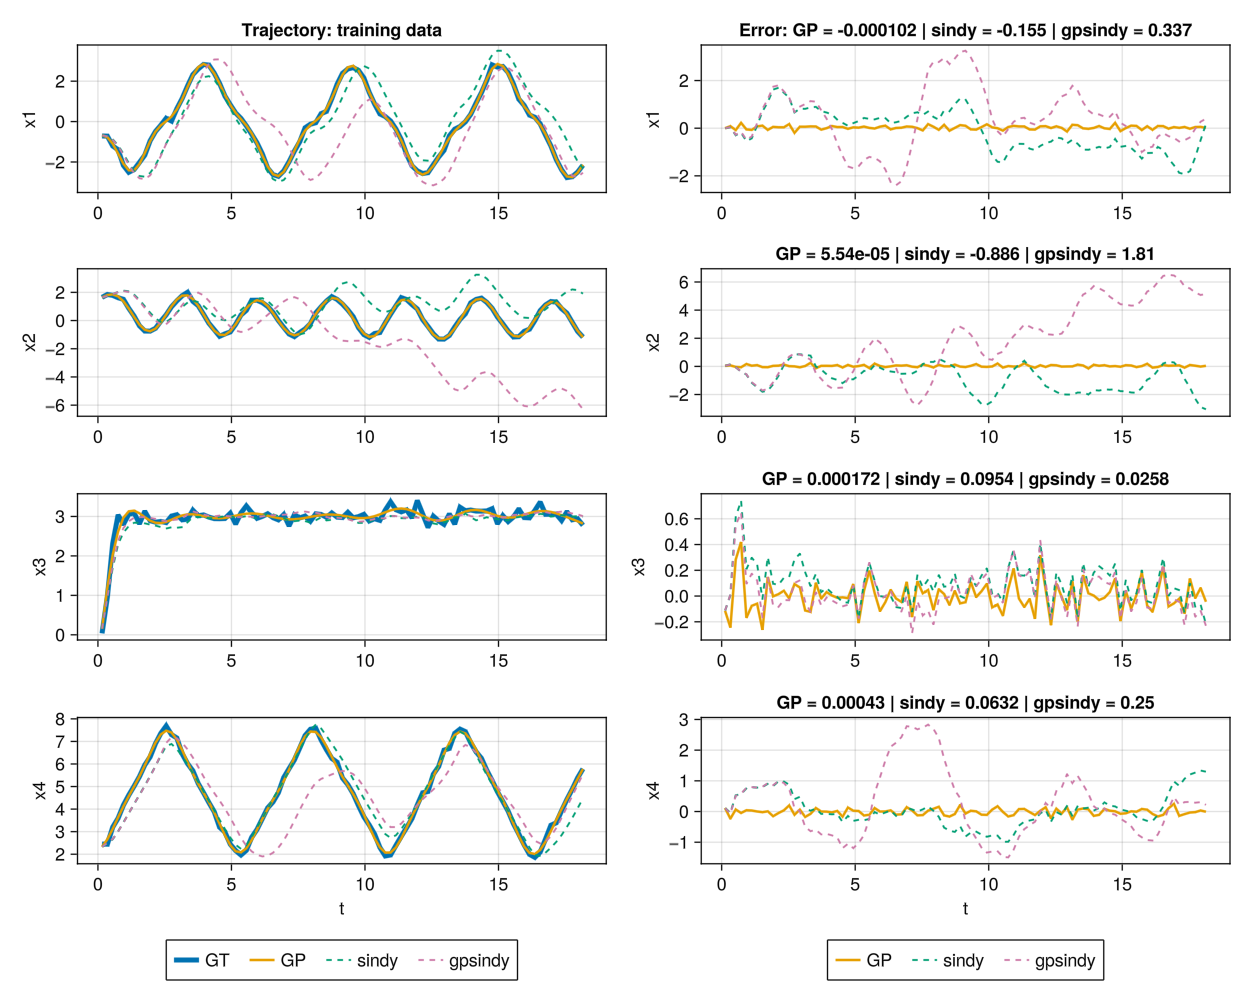 Trajectory: training data
x1
2
0
−2
0 5 10 15
Error: GP = -0.000102 | sindy = -0.155 | gpsindy = 0.337
x1
2
0
−2
0 5 10 15
x2
2
0
−2
−4
−6
0 5 10 15
GP = 5.54e-05 | sindy = -0.886 | gpsindy = 1.81
x2
6
4
2
0
−2
0 5 10 15
x3
3
2
1
0
0 5 10 15
GP = 0.000172 | sindy = 0.0954 | gpsindy = 0.0258
x3
0.6
0.4
0.2
0.0
−0.2
0 5 10 15
x4
8
7
6
5
4
3
2
0 5 10 15
t
GP = 0.00043 | sindy = 0.0632 | gpsindy = 0.25
x4
3
2
1
0
−1
0 5 10 15
t
GT GP sindy gpsindy
GP sindy gpsindy